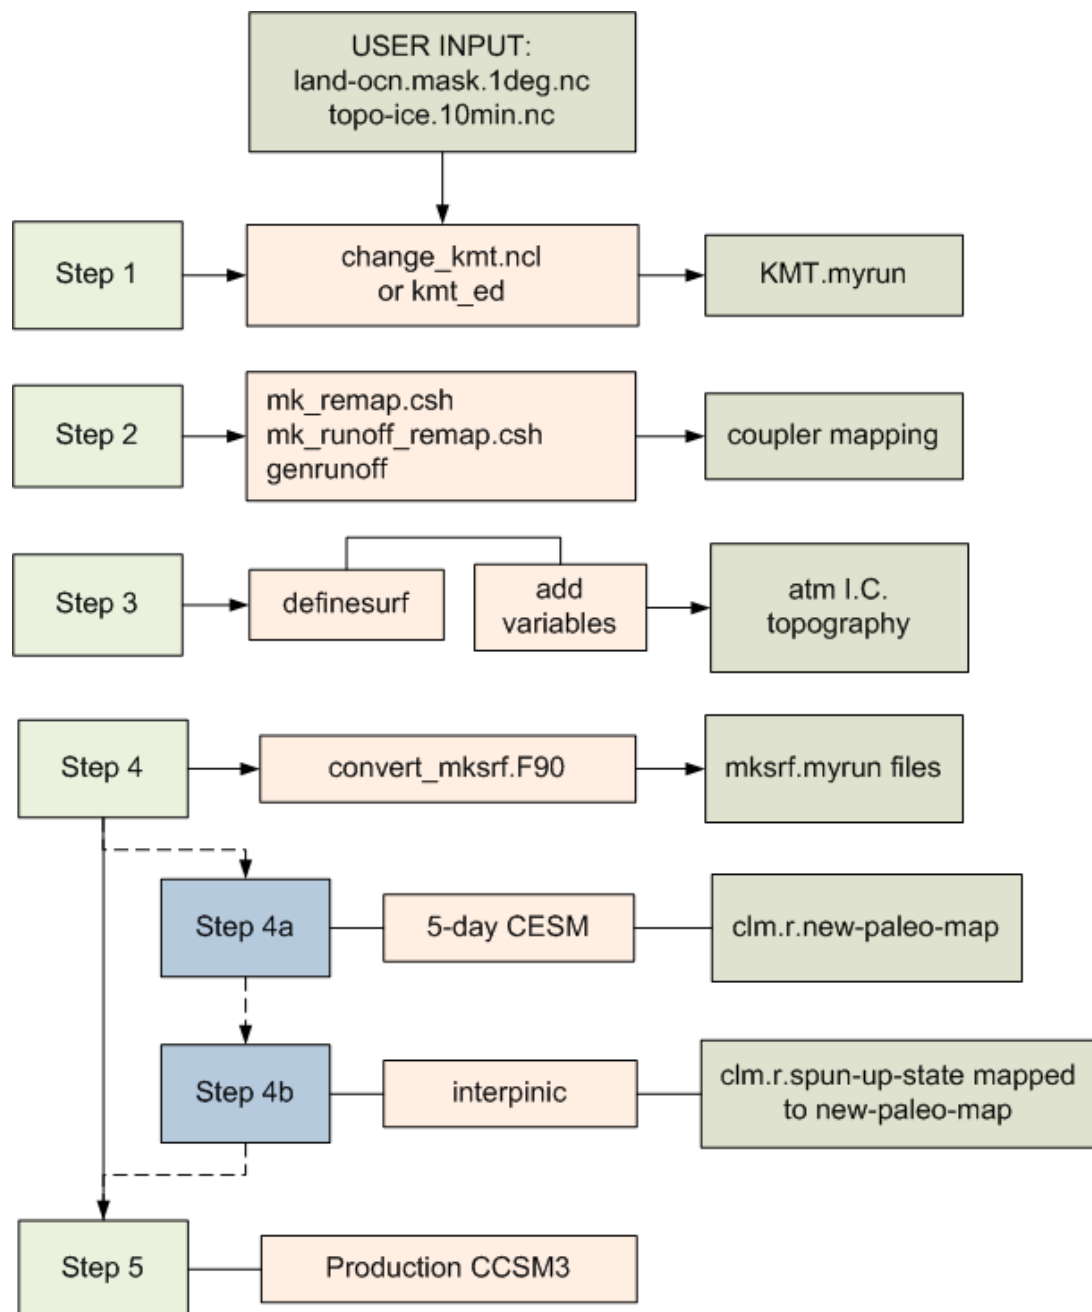 USER INPUT:
land-ocn.mask.1deg.nc
topo-ice.10min.nc
Step 1
change_kmt.ncl
or kmt_ed
KMT.myrun
Step 2
mk_remap.csh
mk_runoff_remap.csh
genrunoff
coupler mapping
Step 3
definesurf
add
variables
atm I.C.
topography
Step 4
convert_mksrf.F90
mksrf.myrun files
Step 4a
5-day CESM
clm.r.new-paleo-map
Step 4b
interpinic
clm.r.spun-up-state mapped
to new-paleo-map
Step 5
Production CCSM3